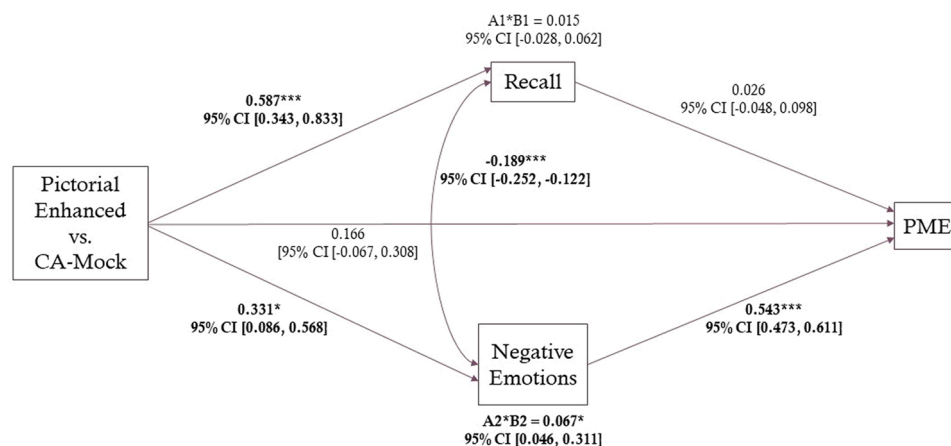 A1*B1 = 0.015
95% CI [-0.028, 0.062]
Recall
0.587***
95% CI [0.343, 0.833]
0.026
95% CI [-0.048, 0.098]
-0.189***
95% CI [-0.252, -0.122]
Pictorial
Enhanced
vs.
CA-Mock
PME
0.166
[95% CI [-0.067, 0.308]
0.331*
95% CI [0.086, 0.568]
0.543***
95% CI [0.473, 0.611]
Negative
Emotions
A2*B2 = 0.067*
95% CI [0.046, 0.311]